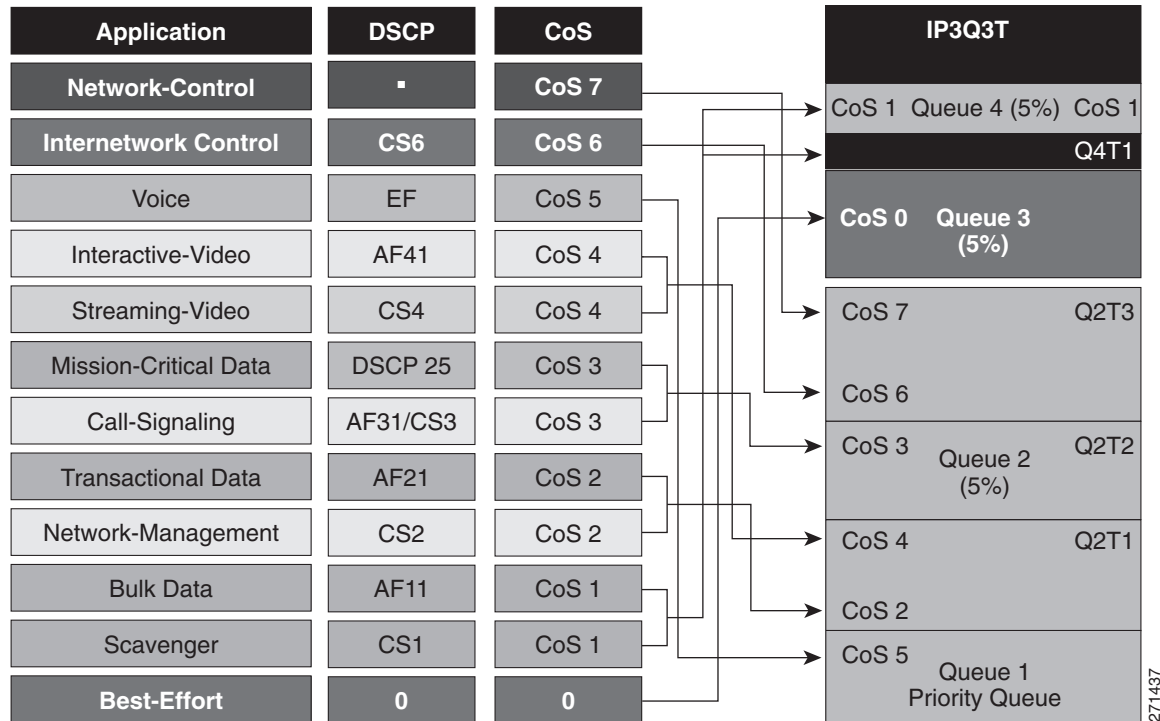 Application DSCP CoS
Network-Control - CoS 7
Internetwork Control CS6 CoS 6
Voice EF CoS 5
Interactive-Video AF41 CoS 4
Streaming-Video CS4 CoS 4
Mission-Critical Data DSCP 25 CoS 3
Call-Signaling AF31/CS3 CoS 3
Transactional Data AF21 CoS 2
Network-Management CS2 CoS 2
Bulk Data AF11 CoS 1
Scavenger CS1 CoS 1
Best-Effort 0 0
IP3Q3T
CoS 1 Queue 4 (5%) CoS 1
Q4T1
CoS 0 Queue 3
(5%)
CoS 7 Q2T3
CoS 6
CoS 3 Queue 2 Q2T2
(5%)
CoS 4 Q2T1
CoS 2
CoS 5 Queue 1
Priority Queue
271437